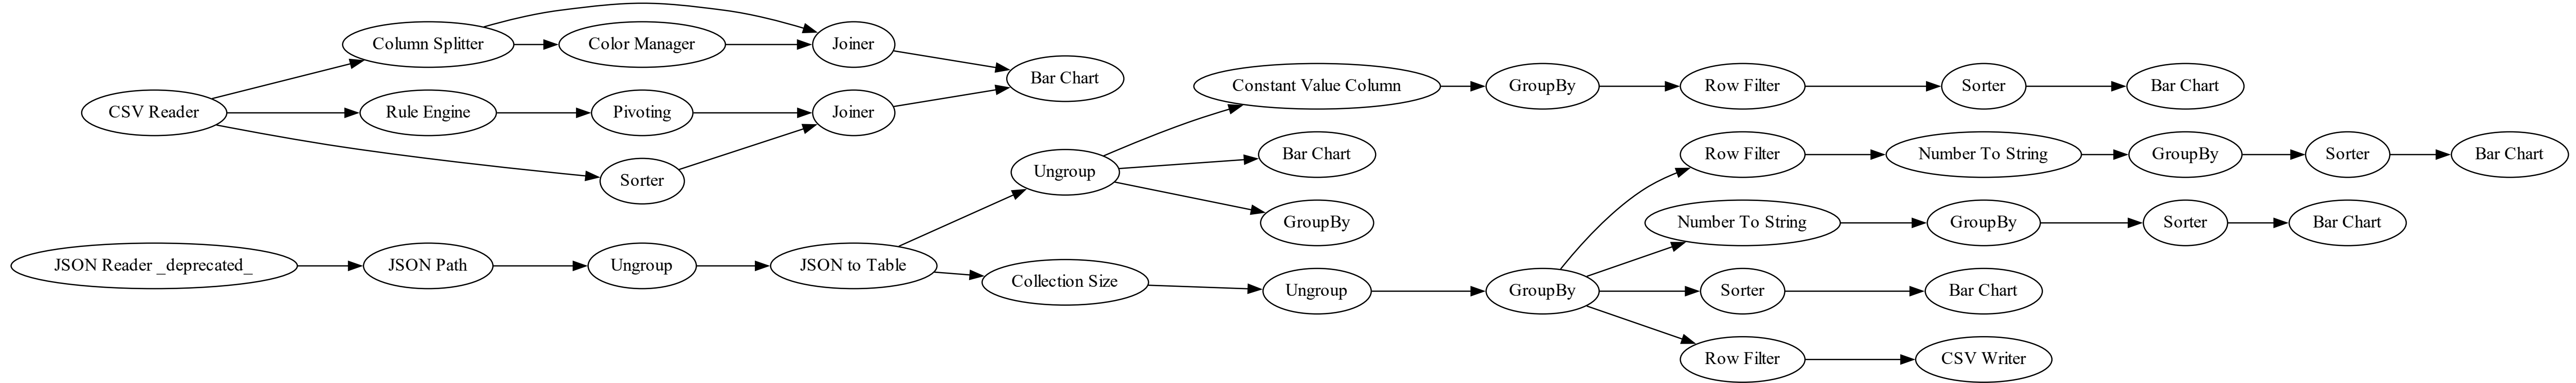 Column Splitter
Color Manager
Joiner
Bar Chart
CSV Reader
Rule Engine
Pivoting
Joiner
Sorter
Constant Value Column
GroupBy
Row Filter
Sorter
Bar Chart
Ungroup
Bar Chart
GroupBy
Row Filter
Number To String
GroupBy
Sorter
Bar Chart
Number To String
GroupBy
Sorter
Bar Chart
JSON Reader _deprecated_
JSON Path
Ungroup
JSON to Table
Collection Size
Ungroup
GroupBy
Sorter
Bar Chart
Row Filter
CSV Writer